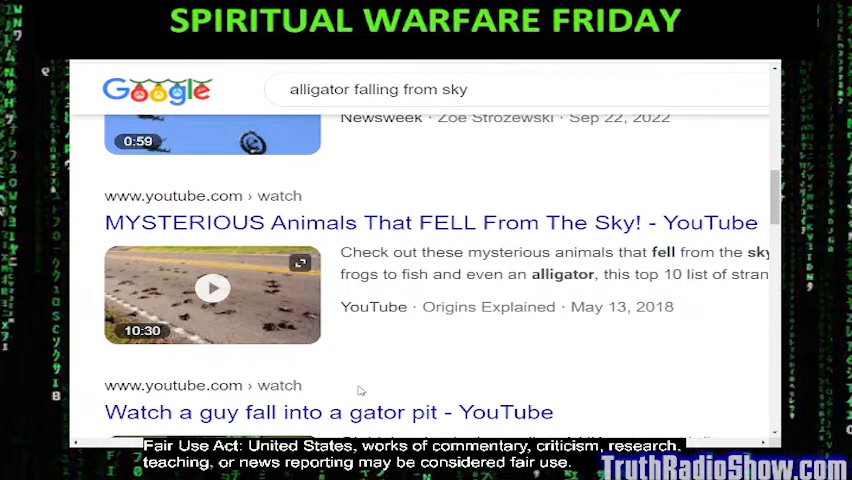 SPIRITUAL WARFARE FRIDAY
Google
alligator falling from sky
Newsweek · Zoe Strozewski · Sep 22, 2022
0:59
www.youtube.com › watch
MYSTERIOUS Animals That FELL From The Sky! - YouTube
Check out these mysterious animals that fell from the sky
frogs to fish and even an alligator, this top 10 list of stran
10:30
YouTube · Origins Explained · May 13, 2018
www.youtube.com › watch
Watch a guy fall into a gator pit - YouTube
Fair Use Act: United States, works of commentary, criticism, research,
teaching, or news reporting may be considered fair use.
TruthRadioShow.com